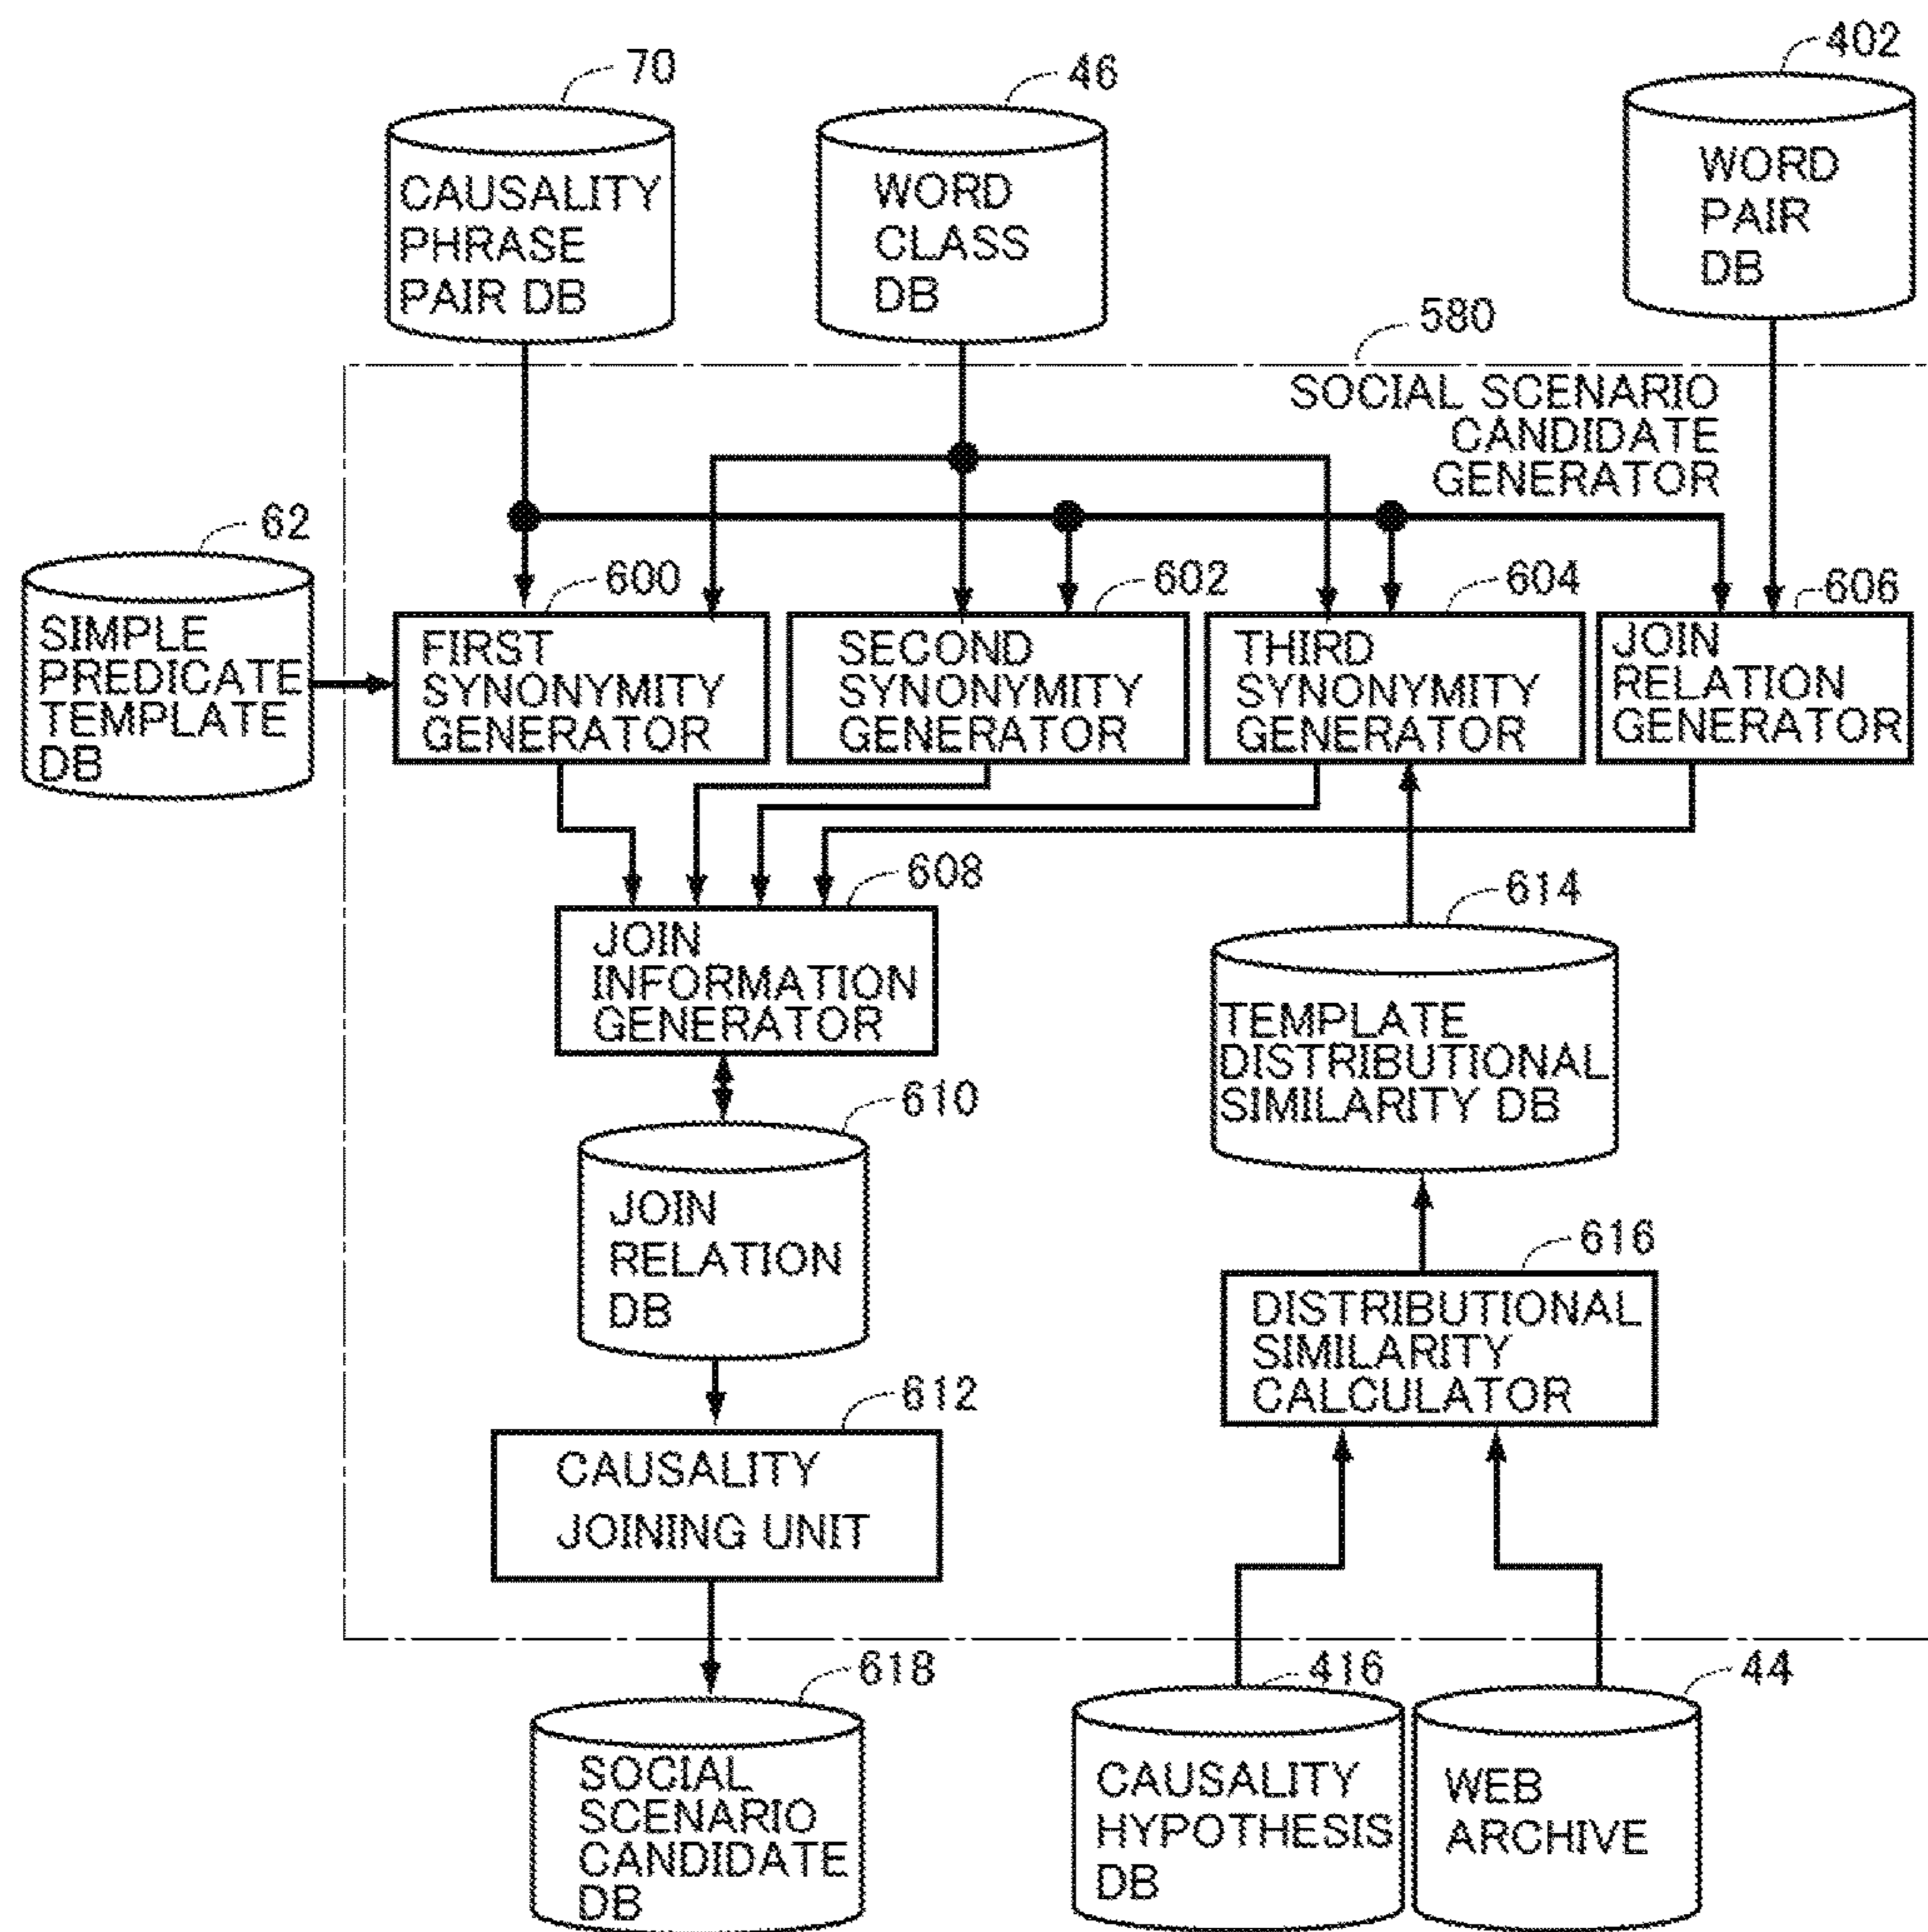 70
46
402
CAUSALITY
PHRASE
PAIR DB
WORD
CLASS
DB
WORD
PAIR
DB
580
SOCIAL SCENARIO
CANDIDATE
GENERATOR
62
SIMPLE
PREDICATE
TEMPLATE
DB
600
FIRST
SYNONYMITY
GENERATOR
602
SECOND
SYNONYMITY
GENERATOR
604
THIRD
SYNONYMITY
GENERATOR
606
JOIN
RELATION
GENERATOR
608
JOIN
INFORMATION
GENERATOR
614
TEMPLATE
DISTRIBUTIONAL
SIMILARITY DB
610
JOIN
RELATION
DB
616
DISTRIBUTIONAL
SIMILARITY
CALCULATOR
612
CAUSALITY
JOINING UNIT
618
SOCIAL
SCENARIO
CANDIDATE
DB
416
CAUSALITY
HYPOTHESIS
DB
44
WEB
ARCHIVE